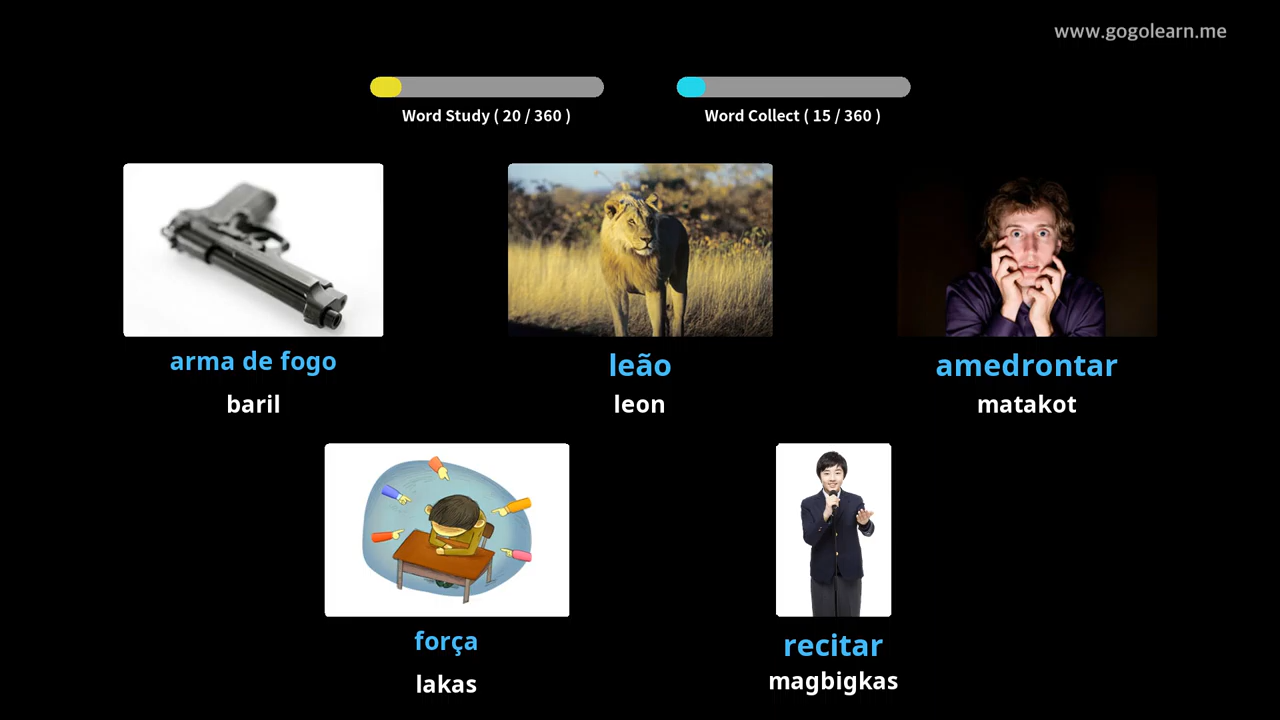 www.gogolearn.me
Word Study ( 20 / 360 )
Word Collect ( 15 / 360 )
arma de fogo
baril
leão
leon
amedrontar
matakot
força
lakas
recitar
magbigkas